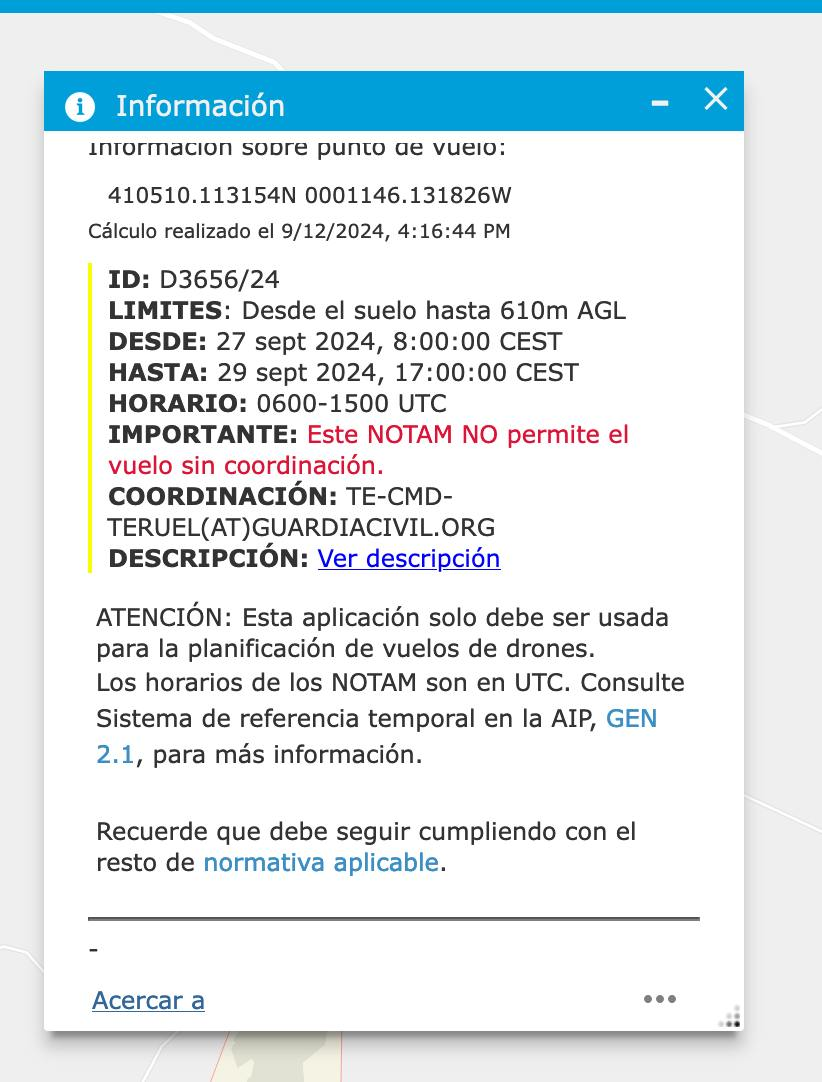 Información
Información sobre punto de vuelo:
410510.113154N 0001146.131826W
Cálculo realizado el 9/12/2024, 4:16:44 PM
ID: D3656/24
LIMITES: Desde el suelo hasta 610m AGL
DESDE: 27 sept 2024, 8:00:00 CEST
HASTA: 29 sept 2024, 17:00:00 CEST
HORARIO: 0600-1500 UTC
IMPORTANTE: Este NOTAM NO permite el
vuelo sin coordinación.
COORDINACIÓN: TE-CMD-
TERUEL(AT)GUARDIACIVIL.ORG
DESCRIPCIÓN: Ver descripción
ATENCIÓN: Esta aplicación solo debe ser usada
para la planificación de vuelos de drones.
Los horarios de los NOTAM son en UTC. Consulte
Sistema de referencia temporal en la AIP, GEN
2.1, para más información.
Recuerde que debe seguir cumpliendo con el
resto de normativa aplicable.
-
Acercar a